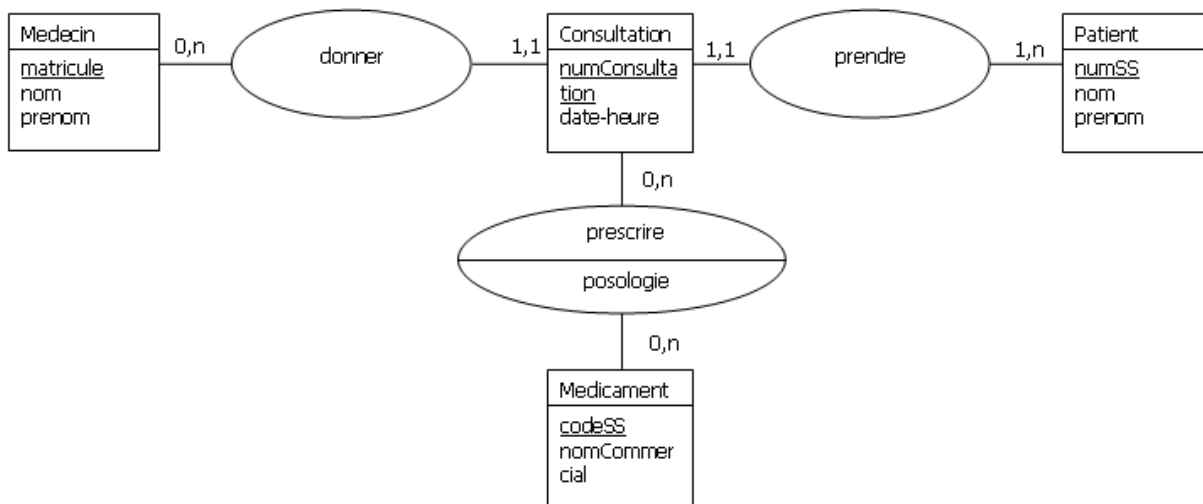 Medecin
matricule
nom
prenom
0,n
donner
1,1
Consultation
numConsulta
tion
date-heure
1,1
prendre
1,n
Patient
numSS
nom
prenom
0,n
prescrire
posologie
0,n
Medicament
codeSS
nomCommer
cial